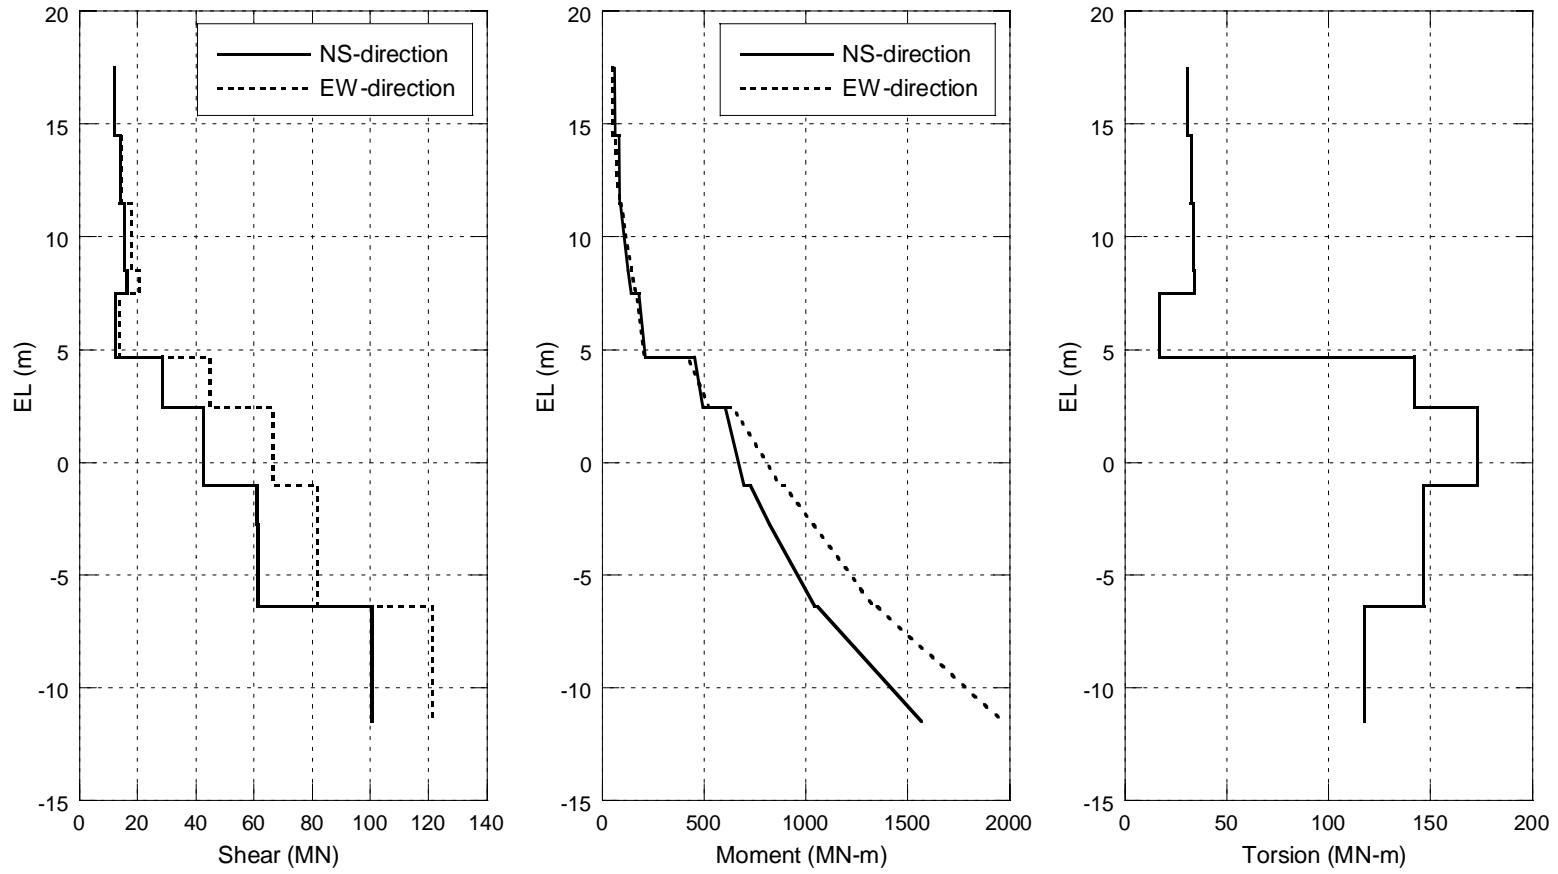 20
15
10
5
0
-5
-10
-15
EL (m)
NS-direction
EW-direction
0 20 40 60 80 100 120 140
Shear (MN)
20
15
10
5
0
-5
-10
-15
EL (m)
NS-direction
EW-direction
0 500 1000 1500 2000
Moment (MN-m)
20
15
10
5
0
-5
-10
-15
EL (m)
0 50 100 150 200
Torsion (MN-m)